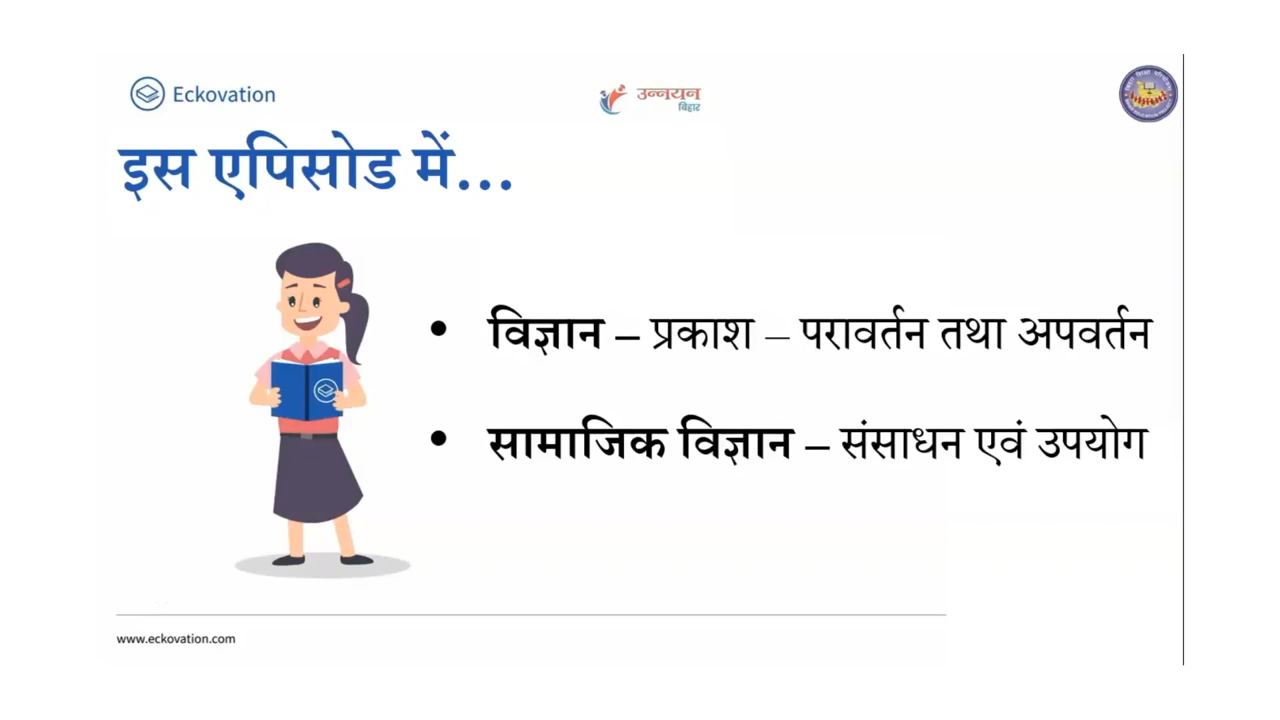 Eckovation
उन्नयन
बिहार
इस एपिसोड में...
• विज्ञान – प्रकाश – परावर्तन तथा अपवर्तन
• सामाजिक विज्ञान – संसाधन एवं उपयोग
www.eckovation.com